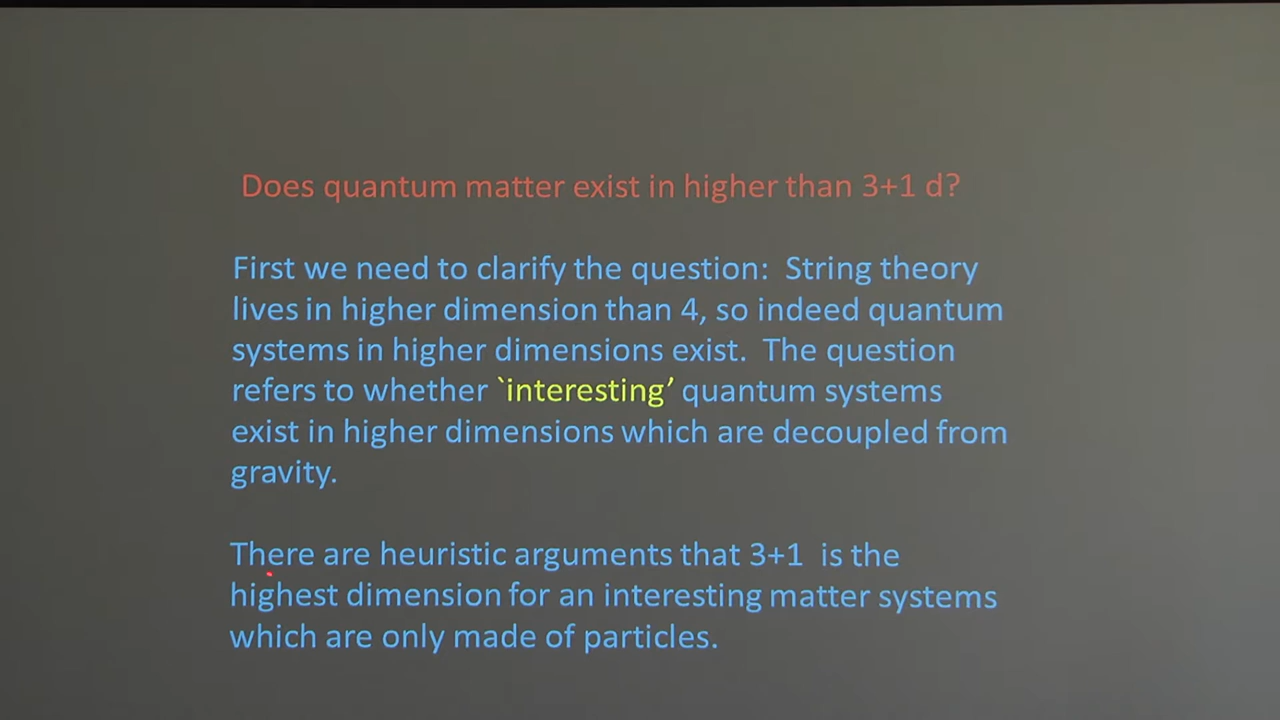 Does quantum matter exist in higher than 3+1 d?
First we need to clarify the question: String theory
lives in higher dimension than 4, so indeed quantum
systems in higher dimensions exist. The question
refers to whether `interesting’ quantum systems
exist in higher dimensions which are decoupled from
gravity.
There are heuristic arguments that 3+1 is the
highest dimension for an interesting matter systems
which are only made of particles.